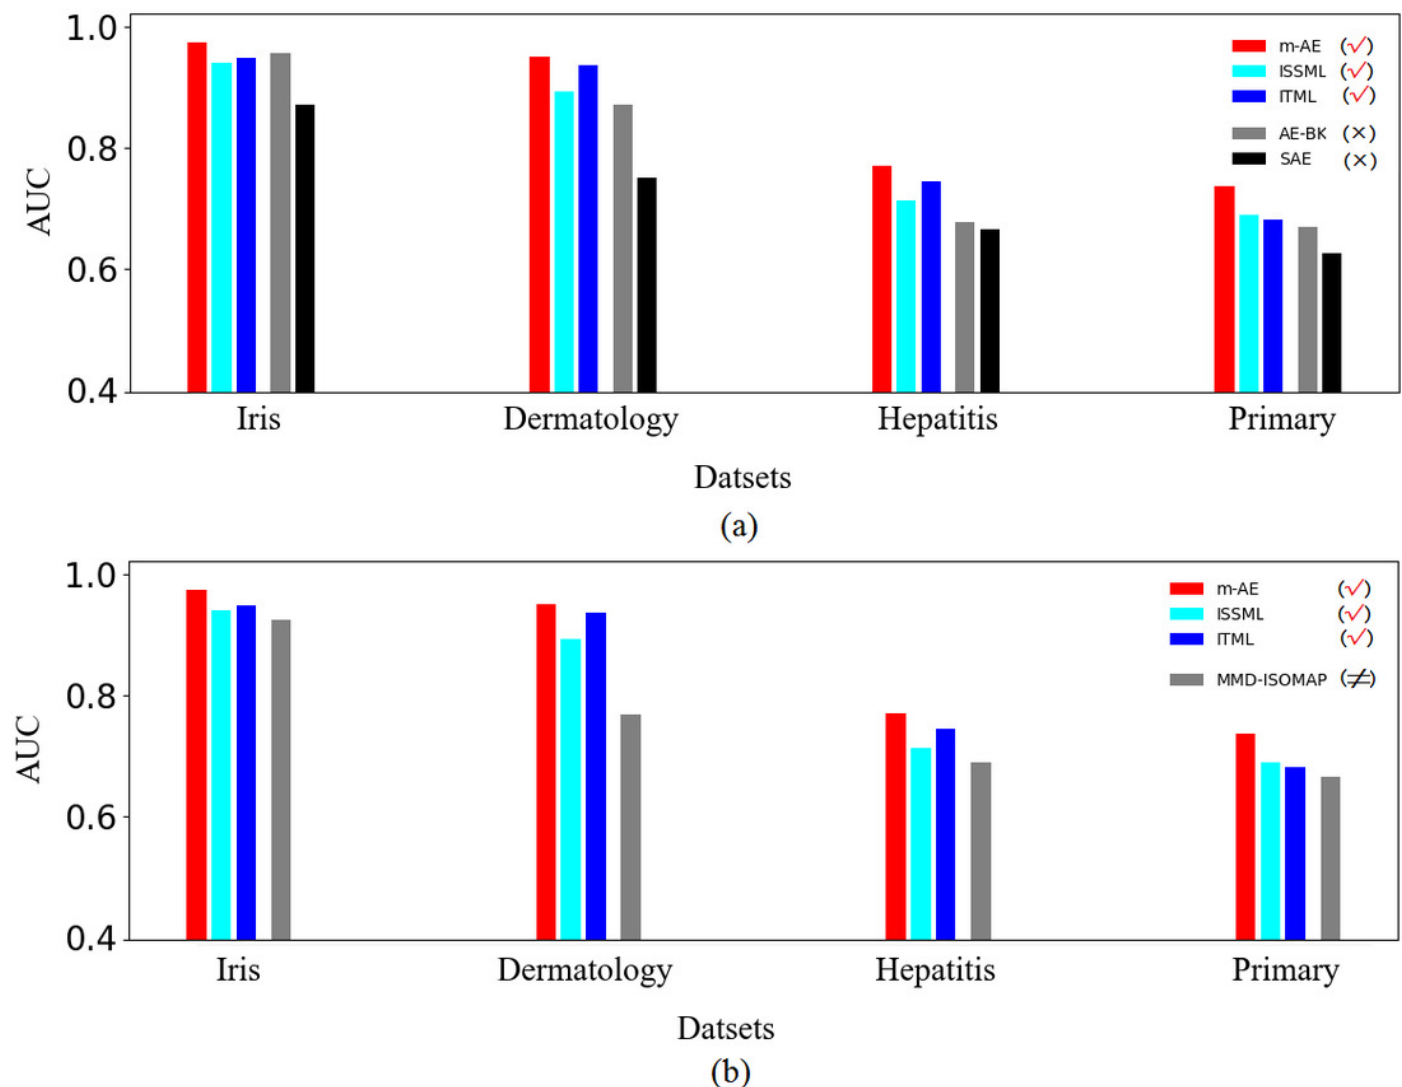 1.0
0.8
0.6
0.4
AUC
m-AE (√)
ISSML (√)
ITML (√)
AE-BK (×)
SAE (×)
Iris Dermatology Hepatitis Primary
Datsets
(a)
1.0
0.8
0.6
0.4
AUC
m-AE (√)
ISSML (√)
ITML (√)
MMD-ISOMAP (≠)
Iris Dermatology Hepatitis Primary
Datsets
(b)